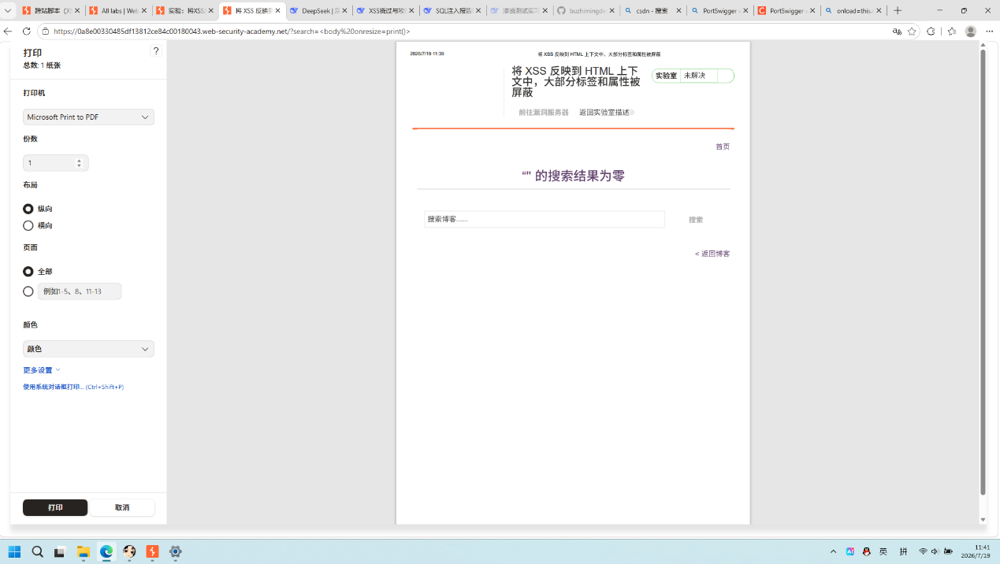 跨站脚本（XS
All labs | Web
实验：将XSS
将 XSS 反映到
DeepSeek |
XSS绕过与攻
SQL注入报告
渗透测试实习
buzhimingde
csdn - 搜索
PortSwigger
PortSwigger
onload=this.
https://0a8e00330485df13812ce84c00180043.web-security-academy.net/?search=<body%20onresize=print()>
打印
?
总数: 1 纸张
打印机
Microsoft Print to PDF
份数
1
布局
纵向
横向
页面
全部
例如1-5、8、11-13
颜色
颜色
更多设置
使用系统对话框打印... (Ctrl+Shift+P)
打印
取消
2026/7/19 11:39
将 XSS 反映到 HTML 上下文中，大部分标签和属性被屏蔽
将 XSS 反映到 HTML 上下
文中，大部分标签和属性被
屏蔽
实验室
未解决
前往漏洞服务器
返回实验室描述
首页
“" 的搜索结果为零
搜索博客……
搜索
< 返回博客
英
拼
11:41
2026/7/19